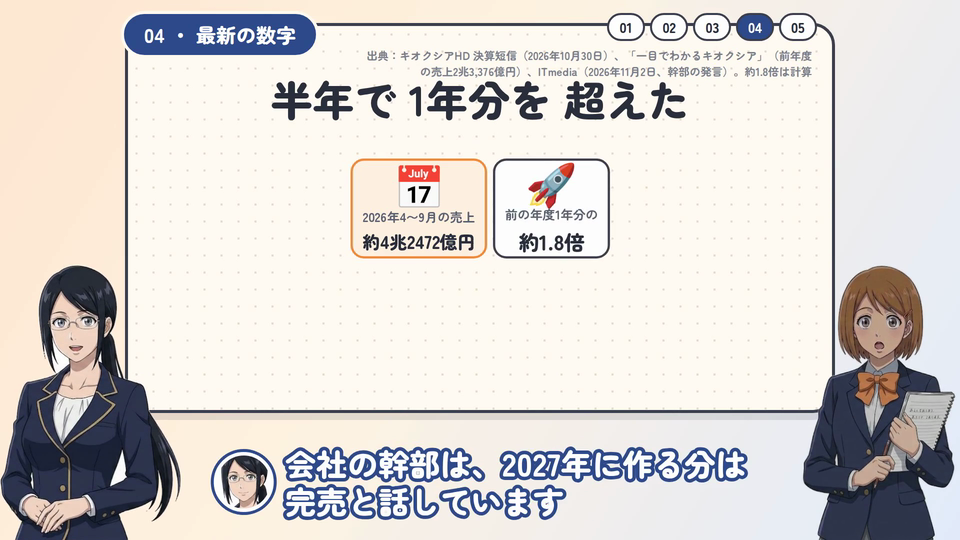 04 ・ 最新の数字
01 02 03 04 05
出典：キオクシアHD 決算短信（2026年10月30日）、「一目でわかるキオクシア」（前年度
の売上2兆3,376億円）、ITmedia（2026年11月2日、幹部の発言）。約1.8倍は計算
半年で 1年分を 超えた
July
17
2026年4〜9月の売上
約4兆2472億円
前の年度1年分の
約1.8倍
会社の幹部は、2027年に作る分は
完売と話しています